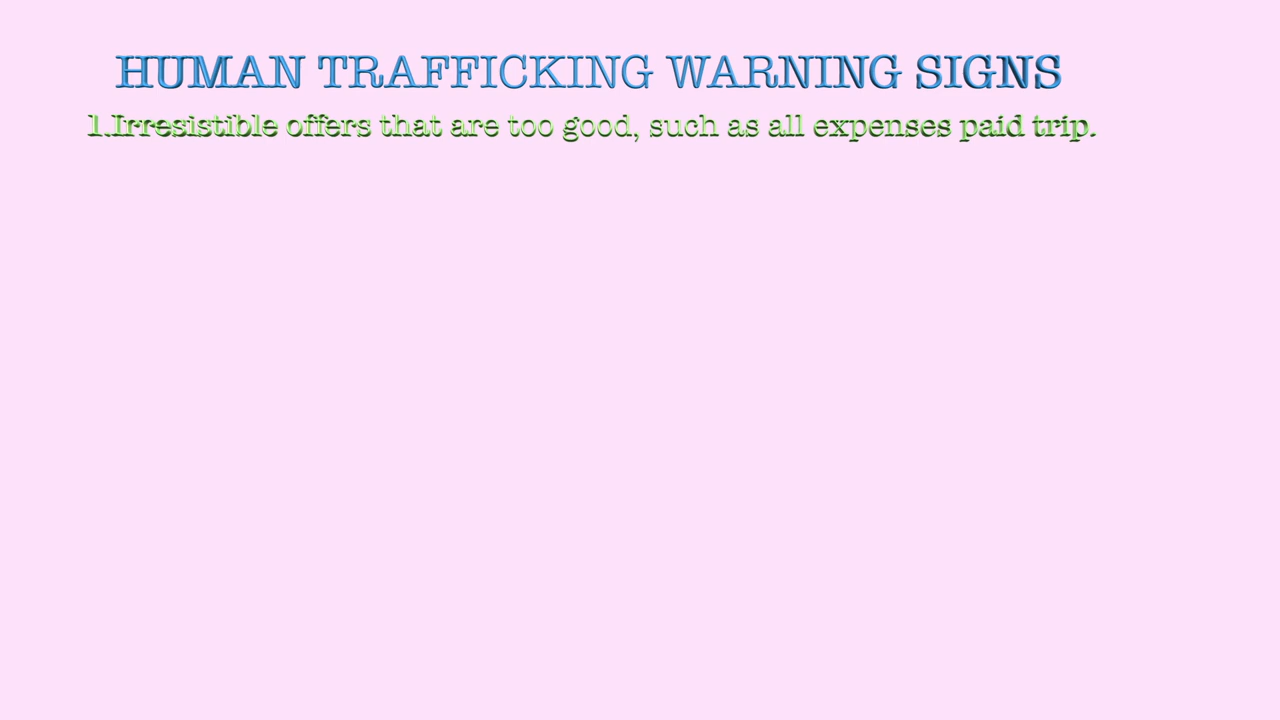 HUMAN TRAFFICKING WARNING SIGNS
1.Irresistible offers that are too good, such as all expenses paid trip.